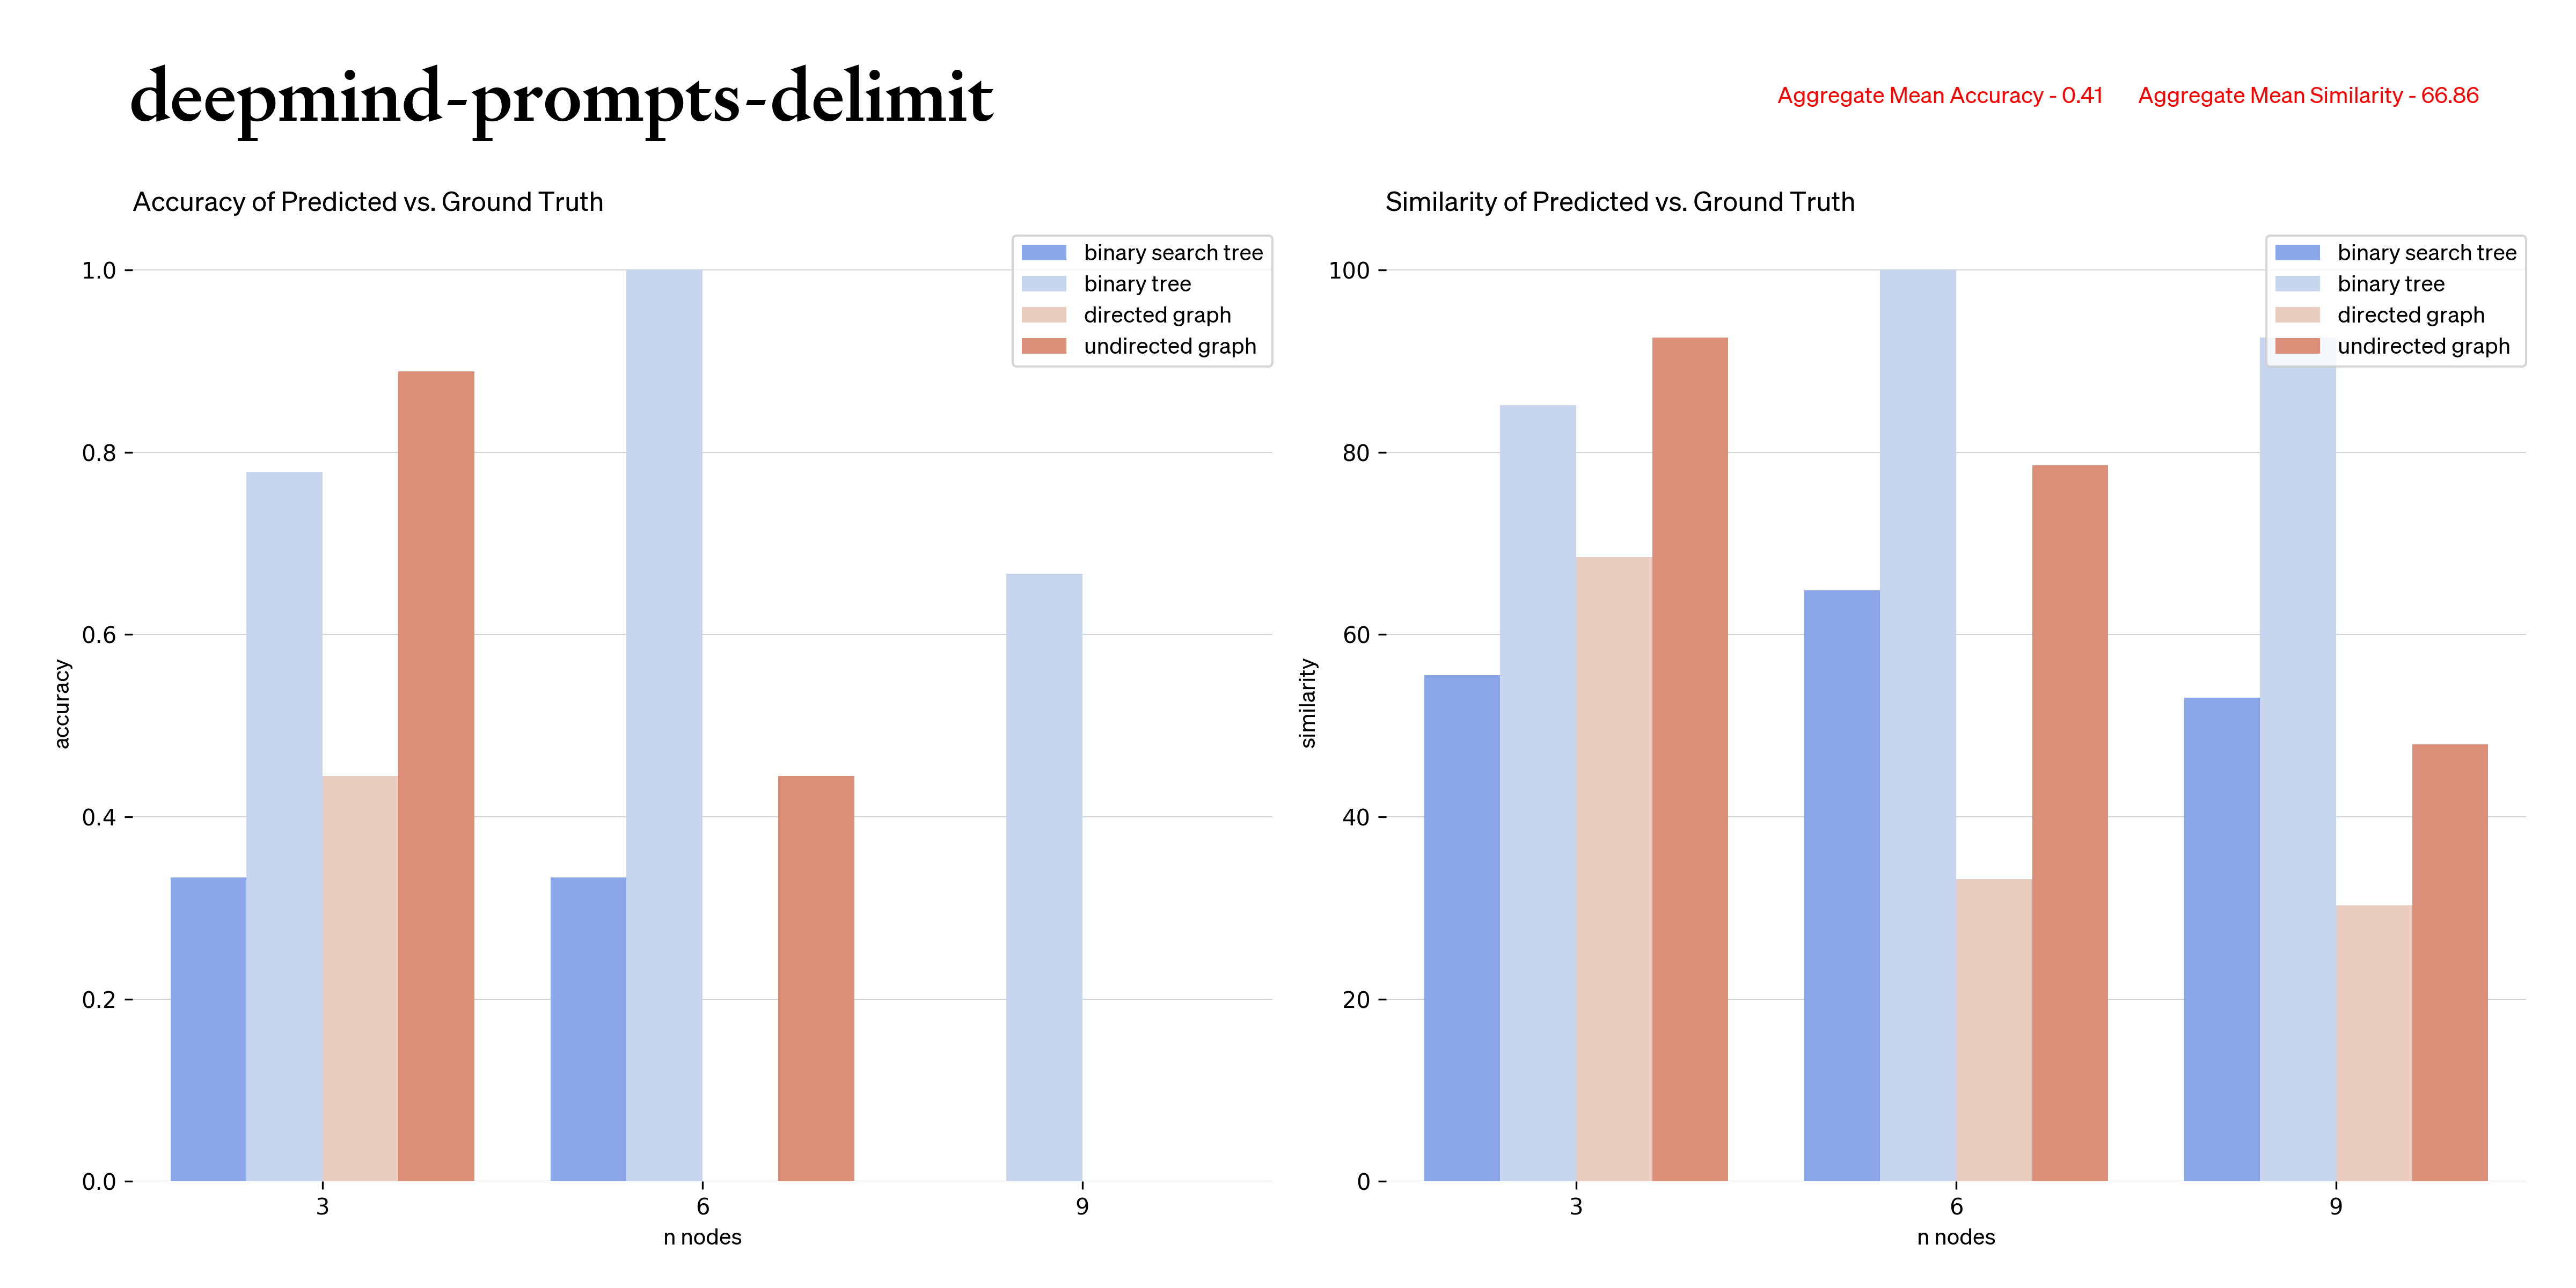 deepmind-prompts-delimit
Aggregate Mean Accuracy - 0.41 Aggregate Mean Similarity - 66.86
Accuracy of Predicted vs. Ground Truth
binary search tree
binary tree
directed graph
undirected graph
1.0
0.8
0.6
0.4
0.2
0.0
accuracy
3 6 9
n nodes
Similarity of Predicted vs. Ground Truth
binary search tree
binary tree
directed graph
undirected graph
100
80
60
40
20
0
similarity
3 6 9
n nodes